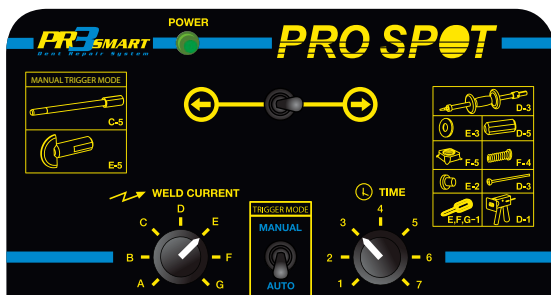 PR3 SMART
Dent Repair System
POWER
PRO SPOT
MANUAL TRIGGER MODE
C-5
E-5
D-3
E-3
D-5
F-5
F-4
E-2
D-3
E,F,G-1
D-1
WELD CURRENT
A
B
C
D
E
F
G
TRIGGER MODE
MANUAL
AUTO
TIME
1
2
3
4
5
6
7